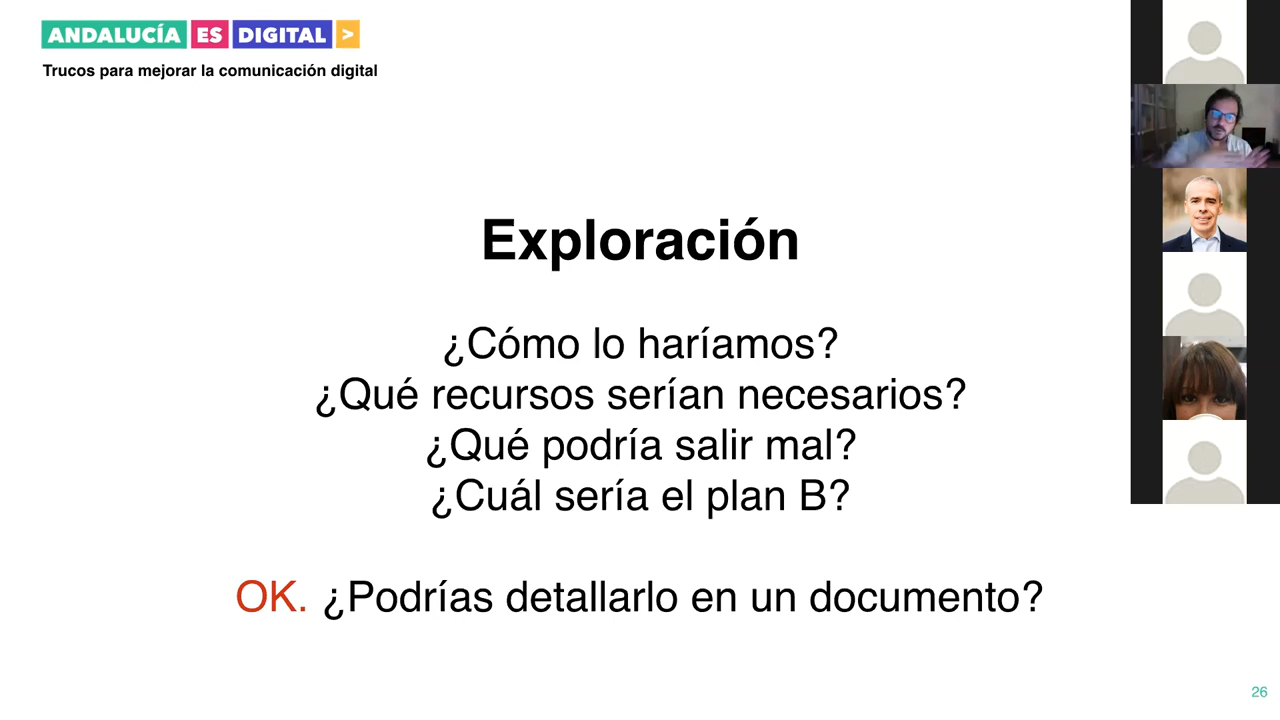 ANDALUCÍA ES DIGITAL >
Trucos para mejorar la comunicación digital
Exploración
¿Cómo lo haríamos?
¿Qué recursos serían necesarios?
¿Qué podría salir mal?
¿Cuál sería el plan B?
OK. ¿Podrías detallarlo en un documento?
26